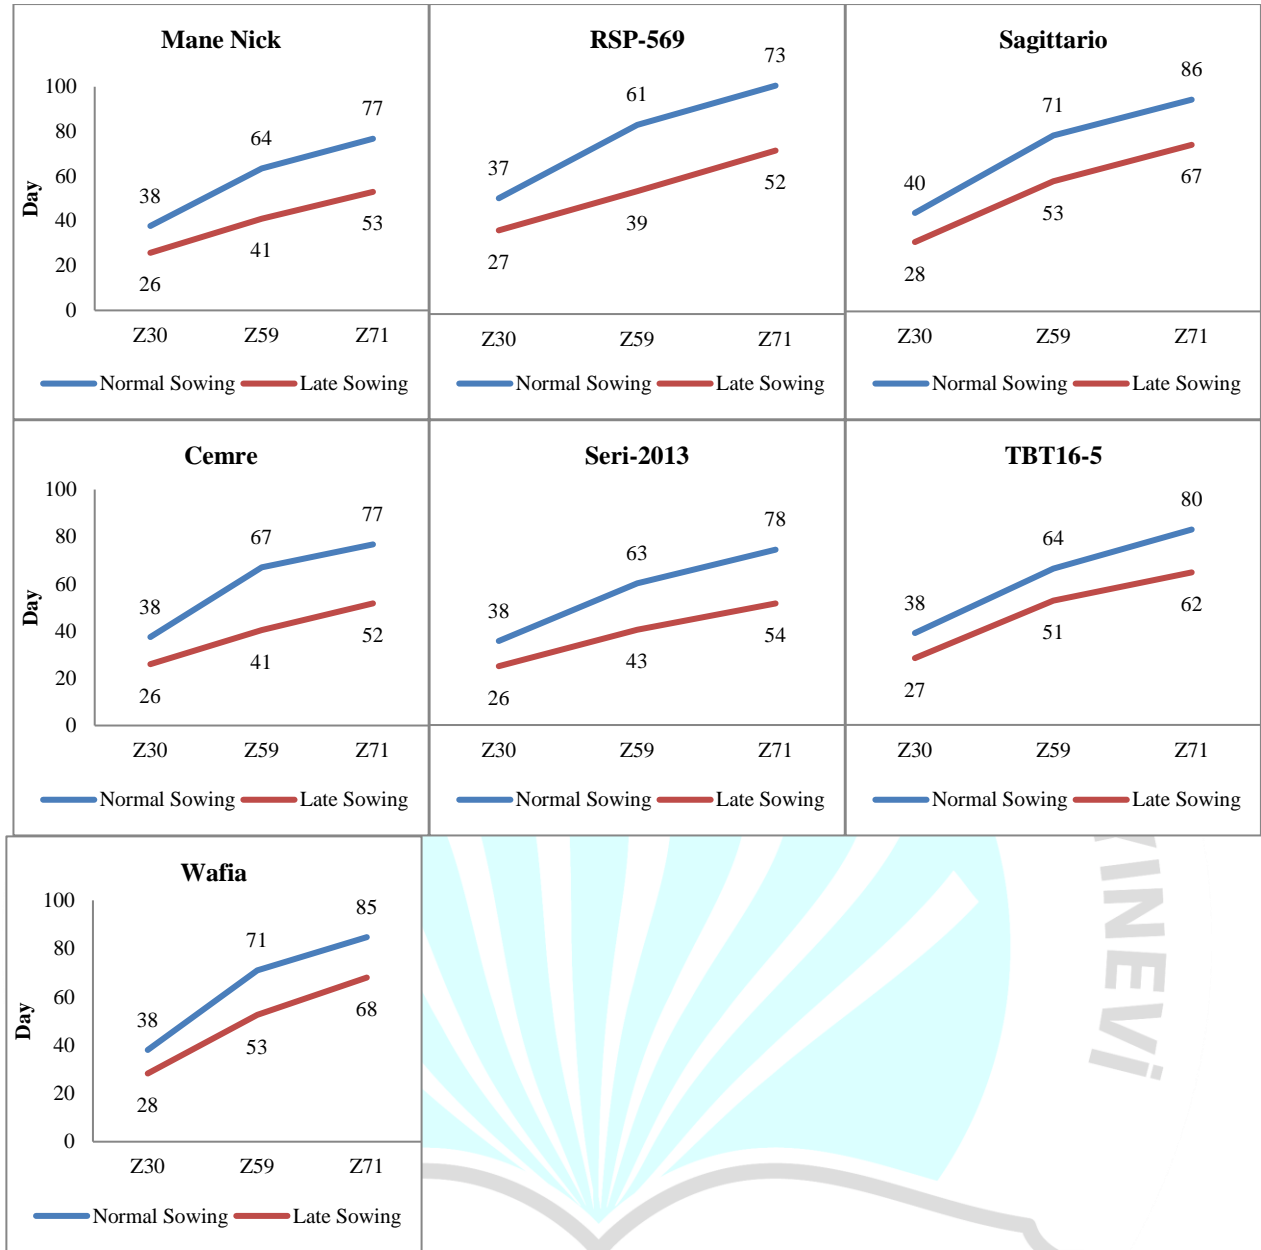 Mane Nick
100
80
60
40
20
0
Day
38
64
77
26
41
53
Z30 Z59 Z71
Normal Sowing Late Sowing
RSP-569
37
61
73
27
39
52
Z30 Z59 Z71
Normal Sowing Late Sowing
Sagittario
40
71
86
28
53
67
Z30 Z59 Z71
Normal Sowing Late Sowing
Cemre
100
80
60
40
20
0
Day
38
67
77
26
41
52
Z30 Z59 Z71
Normal Sowing Late Sowing
Seri-2013
38
63
78
26
43
54
Z30 Z59 Z71
Normal Sowing Late Sowing
TBT16-5
38
64
80
27
51
62
Z30 Z59 Z71
Normal Sowing Late Sowing
Wafia
100
80
60
40
20
0
Day
38
71
85
28
53
68
Z30 Z59 Z71
Normal Sowing Late Sowing